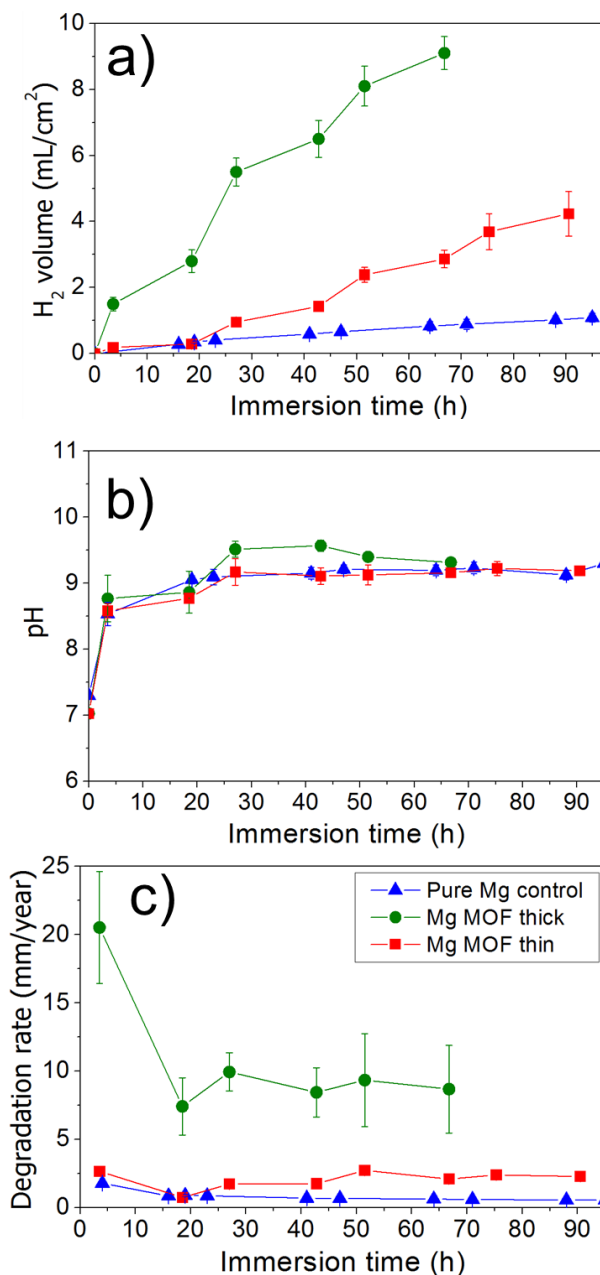 a)
H₂ volume (mL/cm²)
10
8
6
4
2
0
0 10 20 30 40 50 60 70 80 90
Immersion time (h)
b)
pH
11
10
9
8
7
6
0 10 20 30 40 50 60 70 80 90
Immersion time (h)
c)
Pure Mg control
Mg MOF thick
Mg MOF thin
Degradation rate (mm/year)
25
20
15
10
5
0
0 10 20 30 40 50 60 70 80 90
Immersion time (h)